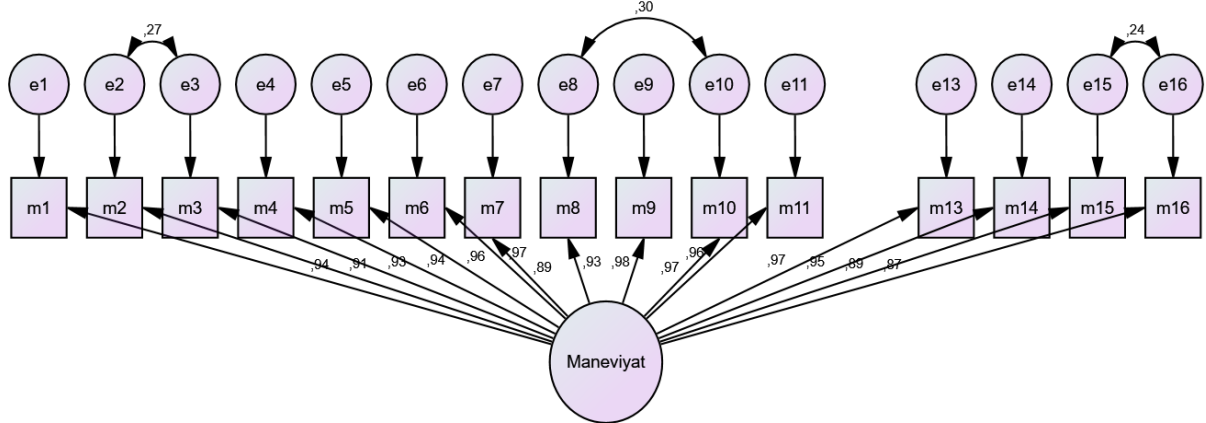 ,27
,30
,24
e1 e2 e3 e4 e5 e6 e7 e8 e9 e10 e11 e13 e14 e15 e16
m1 m2 m3 m4 m5 m6 m7 m8 m9 m10 m11 m13 m14 m15 m16
,94 ,91 ,93 ,94 ,96 ,97 ,89 ,93 ,98 ,97 ,96 ,97 ,95 ,89 ,87
Maneviyat